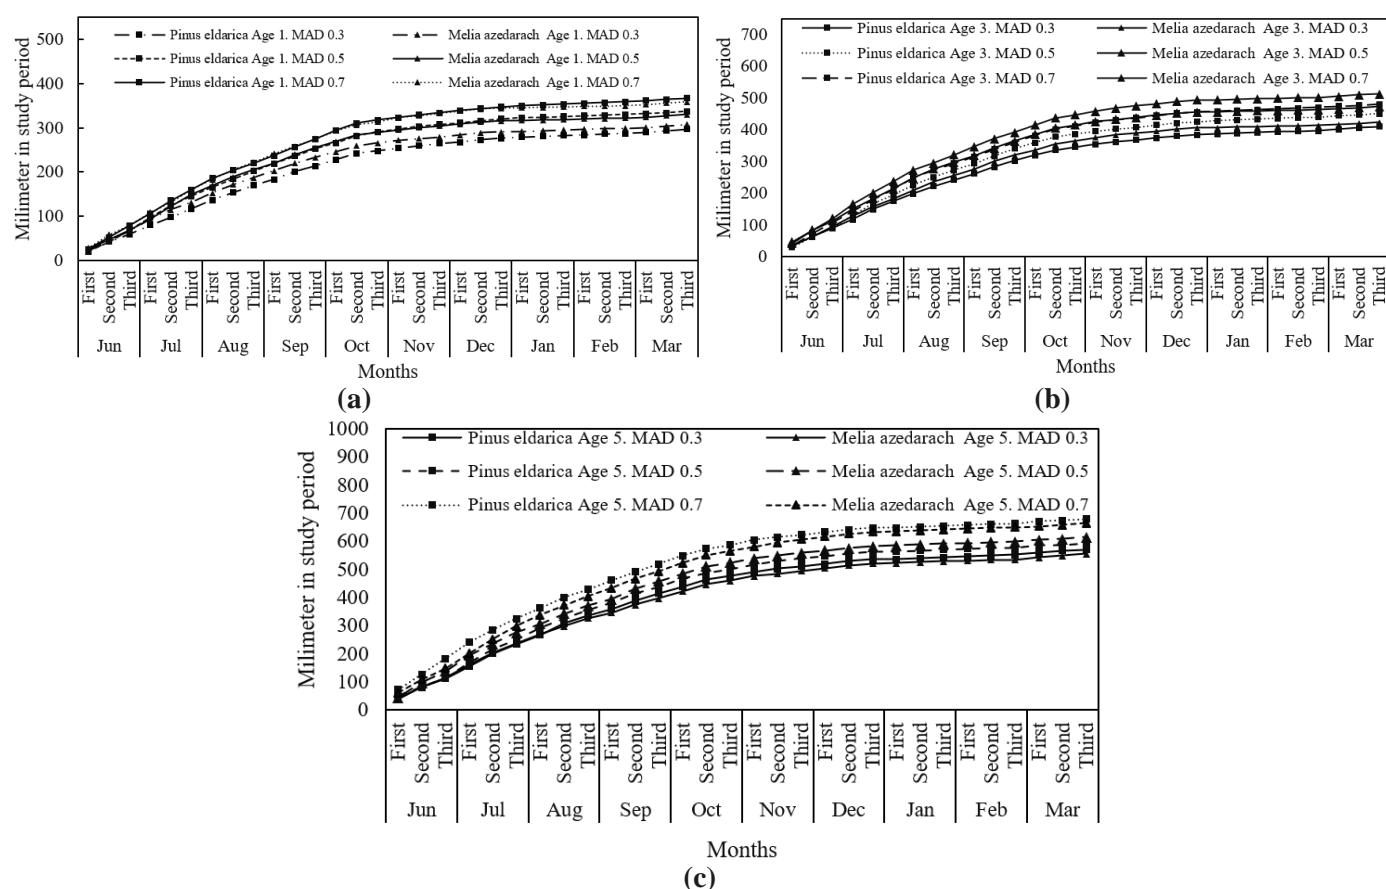 500
400
300
200
100
0
Milimeter in study period
Pinus eldarica Age 1. MAD 0.3
Melia azedarach Age 1. MAD 0.3
Pinus eldarica Age 1. MAD 0.5
Melia azedarach Age 1. MAD 0.5
Pinus eldarica Age 1. MAD 0.7
Melia azedarach Age 1. MAD 0.7
First Second Third First Second Third First Second Third First Second Third First Second Third First Second Third First Second Third First Second Third First Second Third First Second Third
Jun Jul Aug Sep Oct Nov Dec Jan Feb Mar
Months
(a)
700
600
500
400
300
200
100
0
Milimeter in study period
Pinus eldarica Age 3. MAD 0.3
Melia azedarach Age 3. MAD 0.3
Pinus eldarica Age 3. MAD 0.5
Melia azedarach Age 3. MAD 0.5
Pinus eldarica Age 3. MAD 0.7
Melia azedarach Age 3. MAD 0.7
First Second Third First Second Third First Second Third First Second Third First Second Third First Second Third First Second Third First Second Third First Second Third First Second Third
Jun Jul Aug Sep Oct Nov Dec Jan Feb Mar
Months
(b)
1000
900
800
700
600
500
400
300
200
100
0
Milimeter in study period
Pinus eldarica Age 5. MAD 0.3
Melia azedarach Age 5. MAD 0.3
Pinus eldarica Age 5. MAD 0.5
Melia azedarach Age 5. MAD 0.5
Pinus eldarica Age 5. MAD 0.7
Melia azedarach Age 5. MAD 0.7
First Second Third First Second Third First Second Third First Second Third First Second Third First Second Third First Second Third First Second Third First Second Third First Second Third
Jun Jul Aug Sep Oct Nov Dec Jan Feb Mar
Months
(c)